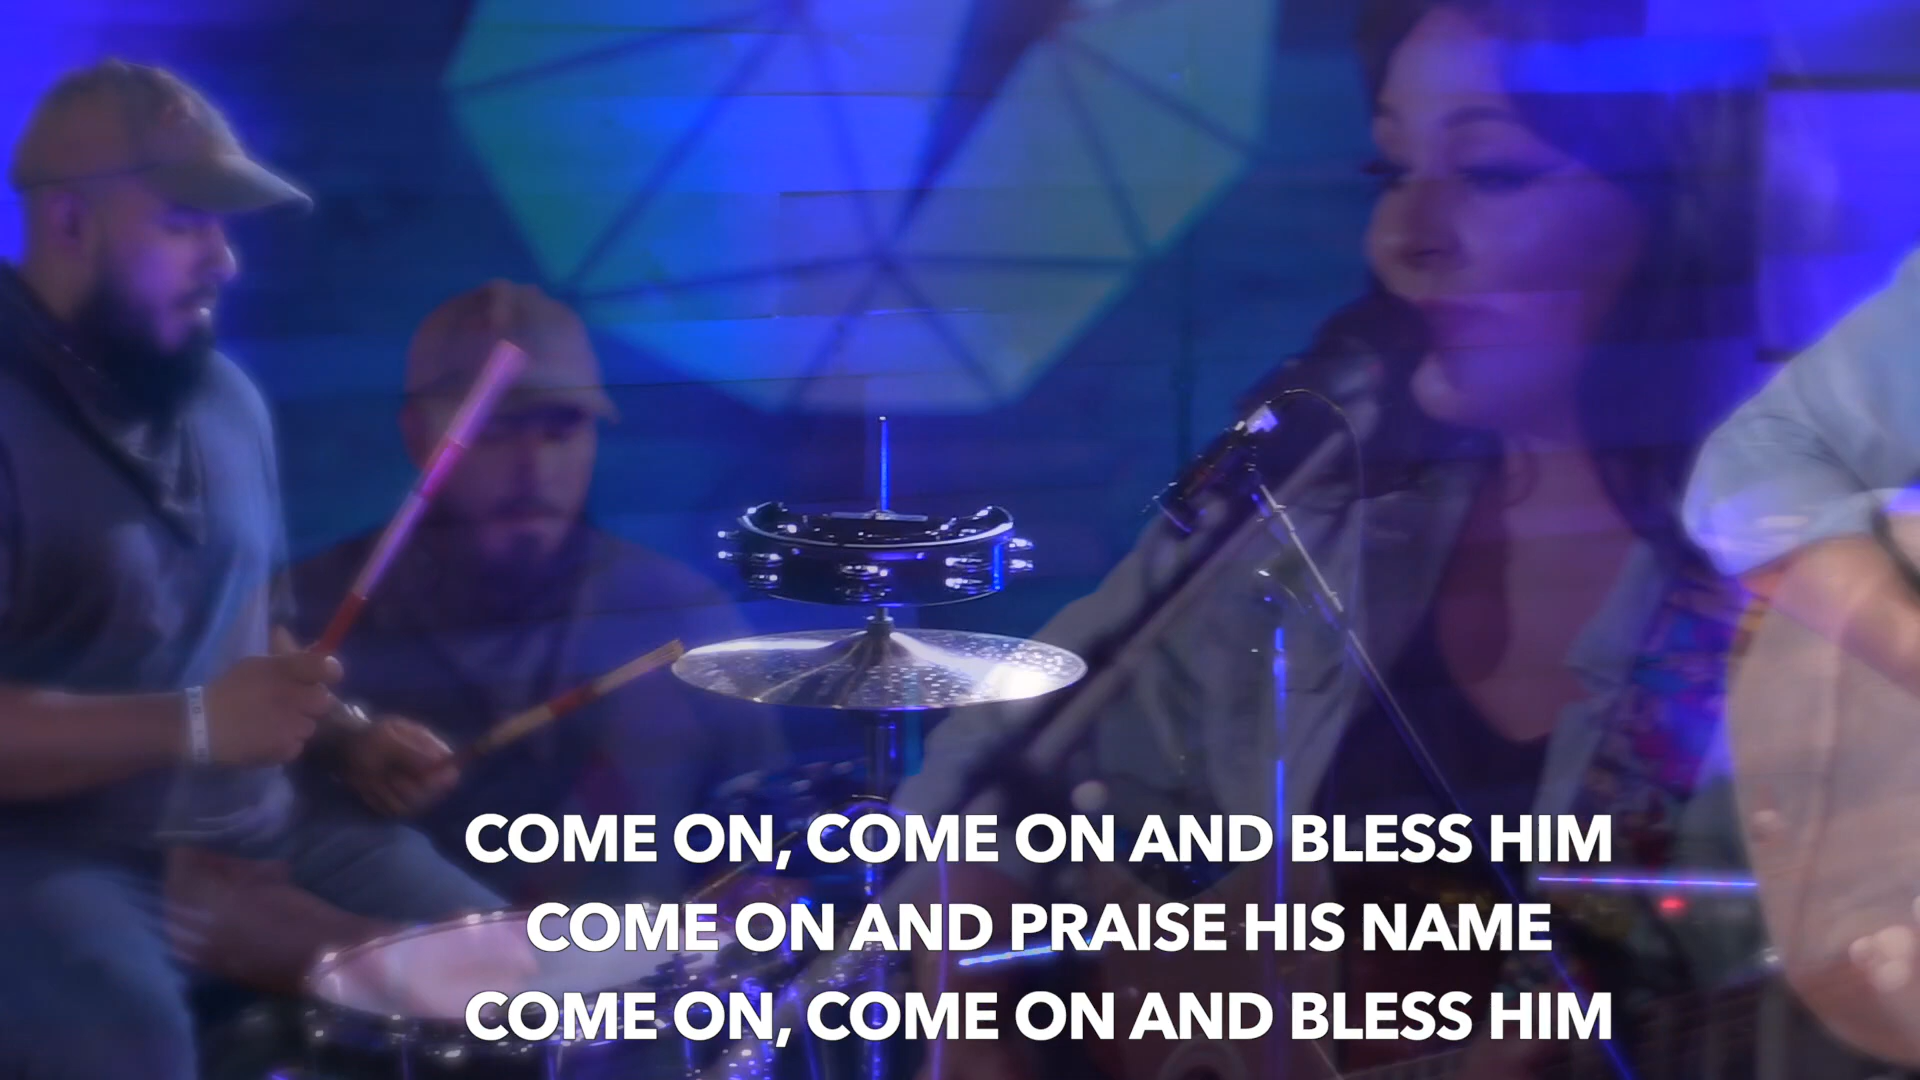 COME ON, COME ON AND BLESS HIM
COME ON AND PRAISE HIS NAME
COME ON, COME ON AND BLESS HIM